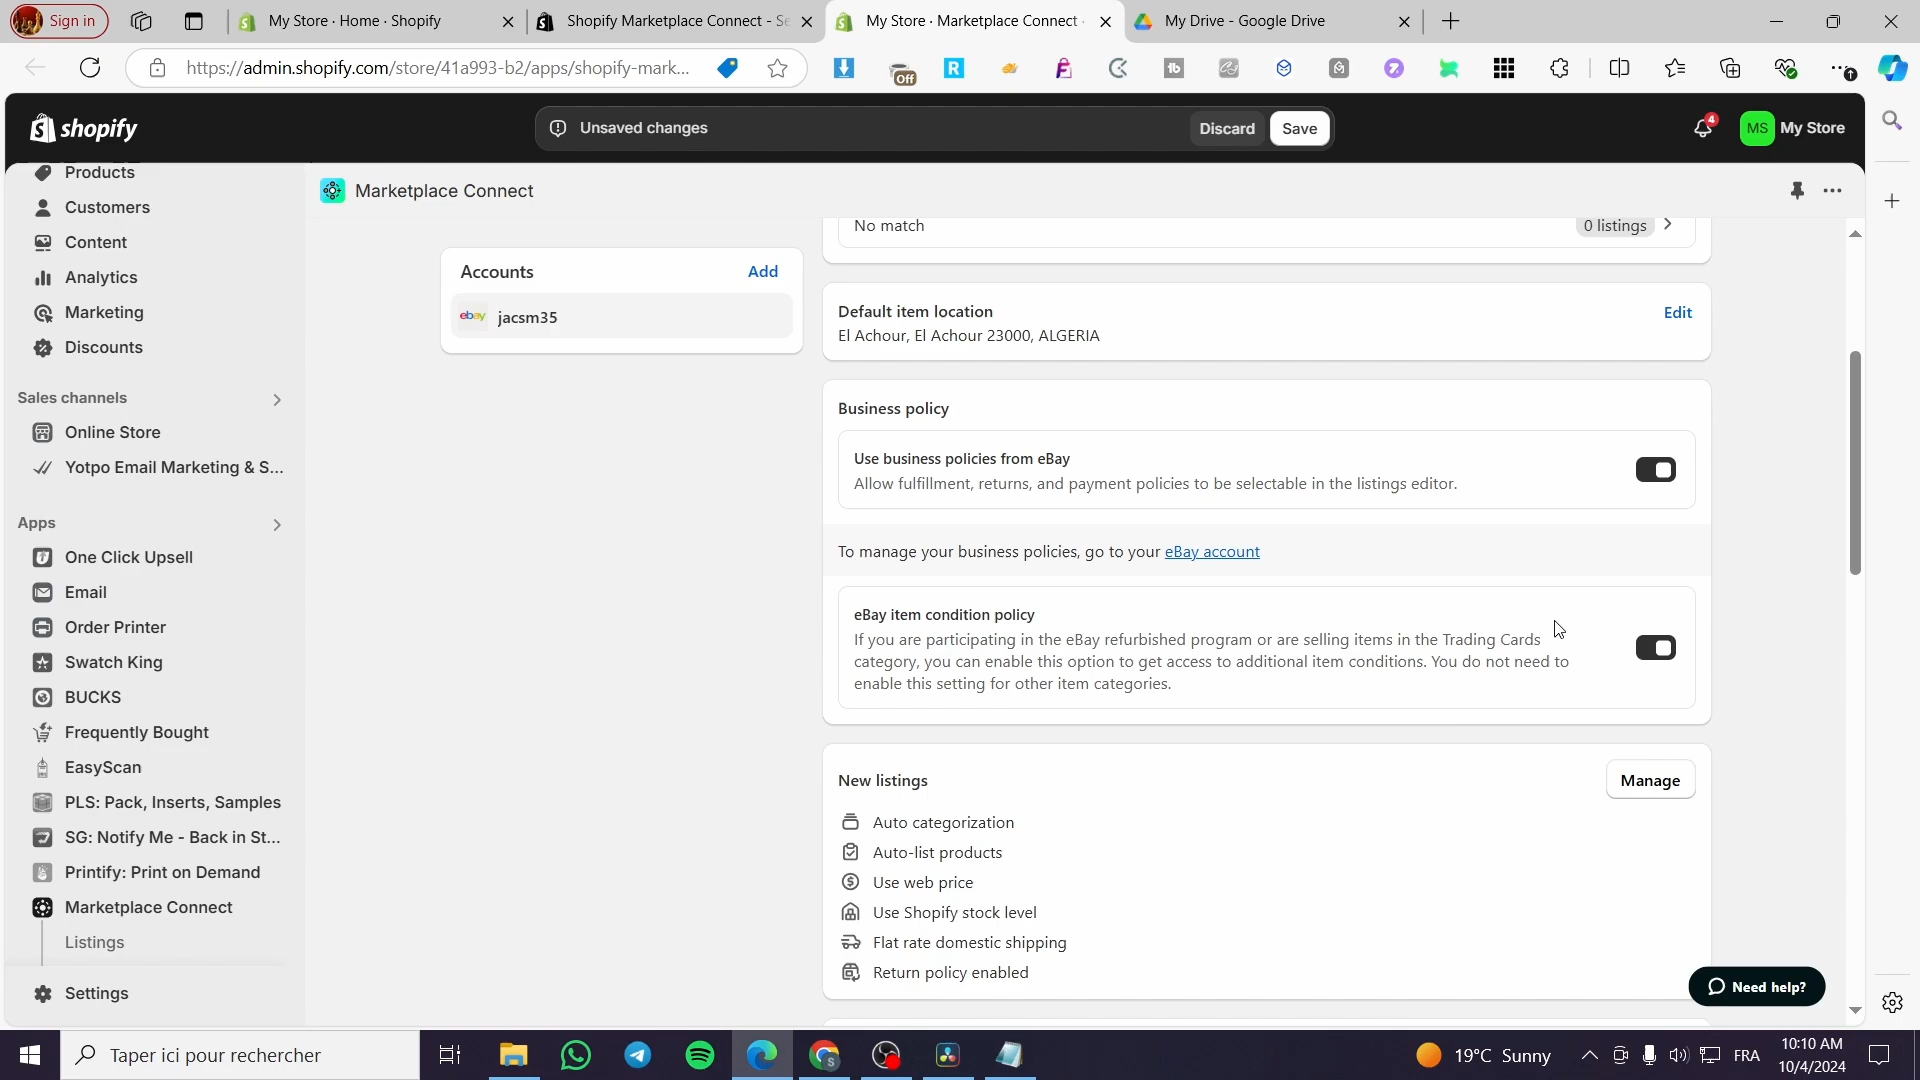 Sign in
My Store · Home · Shopify
Shopify Marketplace Connect - Se
My Store · Marketplace Connect ·
My Drive - Google Drive
https://admin.shopify.com/store/41a993-b2/apps/shopify-mark...
Off
shopify
Unsaved changes
Discard
Save
4
MS
My Store
Products
Customers
Content
Analytics
Marketing
Discounts
Sales channels
Online Store
Yotpo Email Marketing & S...
Apps
One Click Upsell
Email
Order Printer
Swatch King
BUCKS
Frequently Bought
EasyScan
PLS: Pack, Inserts, Samples
SG: Notify Me - Back in St...
Printify: Print on Demand
Marketplace Connect
Listings
Settings
Marketplace Connect
Accounts
Add
ebay
jacsm35
No match
0 listings
Default item location
Edit
El Achour, El Achour 23000, ALGERIA
Business policy
Use business policies from eBay
Allow fulfillment, returns, and payment policies to be selectable in the listings editor.
To manage your business policies, go to your eBay account
eBay item condition policy
If you are participating in the eBay refurbished program or are selling items in the Trading Cards
category, you can enable this option to get access to additional item conditions. You do not need to
enable this setting for other item categories.
New listings
Manage
Auto categorization
Auto-list products
Use web price
Use Shopify stock level
Flat rate domestic shipping
Return policy enabled
Need help?
Taper ici pour rechercher
19°C Sunny
FRA
10:10 AM
10/4/2024